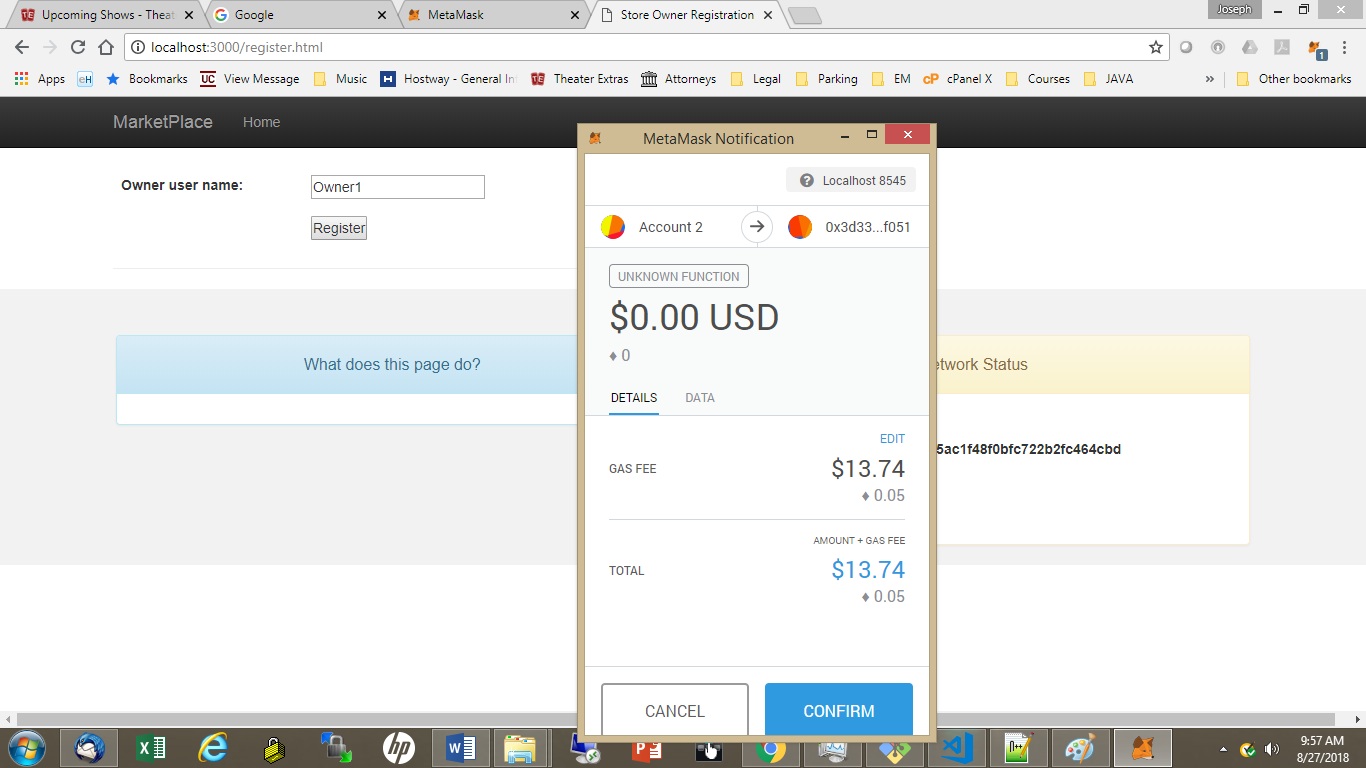 Upcoming Shows - Theat
Google
MetaMask
Store Owner Registration
Joseph
localhost:3000/register.html
1
Apps
eH
Bookmarks
UC
View Message
Music
H
Hostway - General In
TE
Theater Extras
Attorneys
Legal
Parking
EM
cP
cPanel X
Courses
JAVA
»
Other bookmarks
MarketPlace
Home
Owner user name:
Owner1
Register
What does this page do?
etwork Status
5ac1f48f0bfc722b2fc464cbd
MetaMask Notification
? Localhost 8545
Account 2
0x3d33...f051
UNKNOWN FUNCTION
$0.00 USD
♦ 0
DETAILS
DATA
EDIT
GAS FEE
$13.74
♦ 0.05
AMOUNT + GAS FEE
TOTAL
$13.74
♦ 0.05
CANCEL
CONFIRM
9:57 AM
8/27/2018